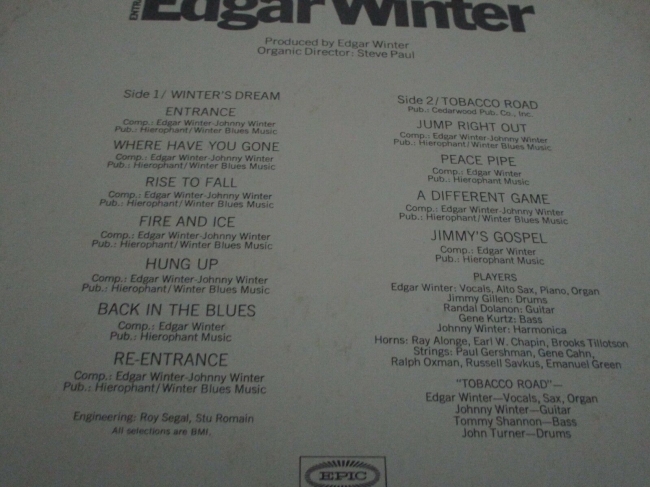 ENTRA
Edgar Winter
Produced by Edgar Winter
Organic Director: Steve Paul
Side 1/ WINTER'S DREAM
ENTRANCE
Comp.: Edgar Winter-Johnny Winter
Pub.: Hierophant/Winter Blues Music
WHERE HAVE YOU GONE
Comp.: Edgar Winter-Johnny Winter
Pub.: Hierophant/Winter Blues Music
RISE TO FALL
Comp.: Edgar Winter-Johnny Winter
Pub.: Hierophant/Winter Blues Music
FIRE AND ICE
Comp.: Edgar Winter-Johnny Winter
Pub.: Hierophant/Winter Blues Music
HUNG UP
Comp.: Edgar Winter-Johnny Winter
Pub.: Hierophant/Winter Blues Music
BACK IN THE BLUES
Comp.: Edgar Winter
Pub.: Hierophant Music
RE-ENTRANCE
Comp.: Edgar Winter-Johnny Winter
Pub.: Hierophant/Winter Blues Music
Engineering: Roy Segal, Stu Romain
All selections are BMI.
Side 2/TOBACCO ROAD
Pub.: Cedarwood Pub. Co., Inc.
JUMP RIGHT OUT
Comp.: Edgar Winter-Johnny Winter
Pub.: Hierophant/Winter Blues Music
PEACE PIPE
Comp.: Edgar Winter
Pub.: Hierophant Music
A DIFFERENT GAME
Comp.: Edgar Winter-Johnny Winter
Pub.: Hierophant/Winter Blues Music
JIMMY'S GOSPEL
Comp.: Edgar Winter
Pub.: Hierophant Music
PLAYERS
Edgar Winter: Vocals, Alto Sax, Piano, Organ
Jimmy Gillen: Drums
Randal Dolanon: Guitar
Gene Kurtz: Bass
Johnny Winter: Harmonica
Horns: Ray Alonge, Earl W. Chapin, Brooks Tillotson
Strings: Paul Gershman, Gene Cahn,
Ralph Oxman, Russell Savkus, Emanuel Green
"TOBACCO ROAD"—
Edgar Winter—Vocals, Sax, Organ
Johnny Winter—Guitar
Tommy Shannon—Bass
John Turner—Drums
EPIC